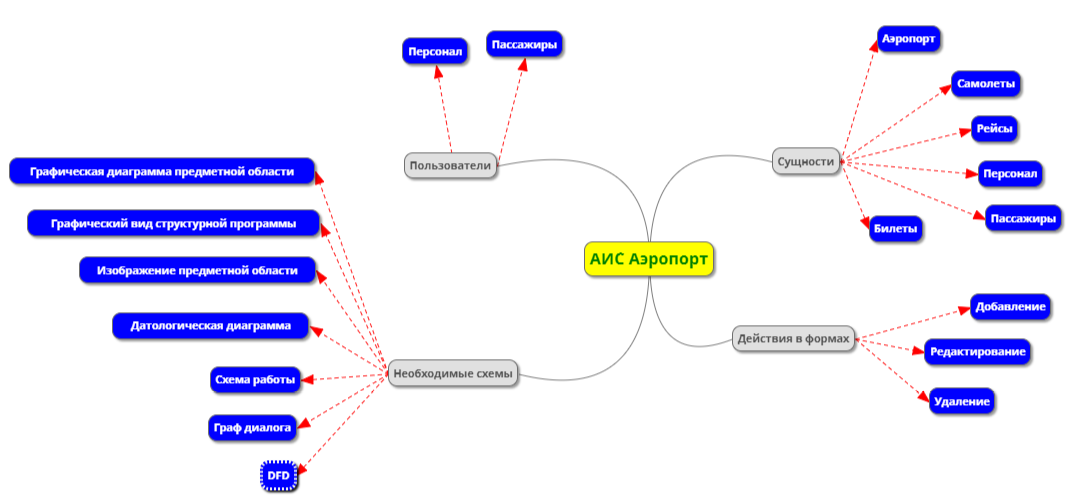 Персонал
Пассажиры
Пользователи
Аэропорт
Самолеты
Рейсы
Сущности
Персонал
Пассажиры
Билеты
АИС Аэропорт
Графическая диаграмма предметной области
Графический вид структурной программы
Изображение предметной области
Датологическая диаграмма
Схема работы
Необходимые схемы
Граф диалога
DFD
Добавление
Действия в формах
Редактирование
Удаление